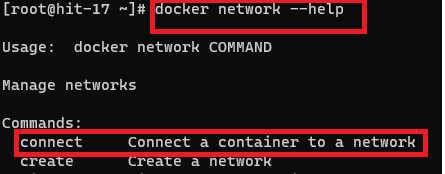 [root@hit-17 ~]# docker network --help
Usage:  docker network COMMAND
Manage networks
Commands:
  connect     Connect a container to a network
  create      Create a network